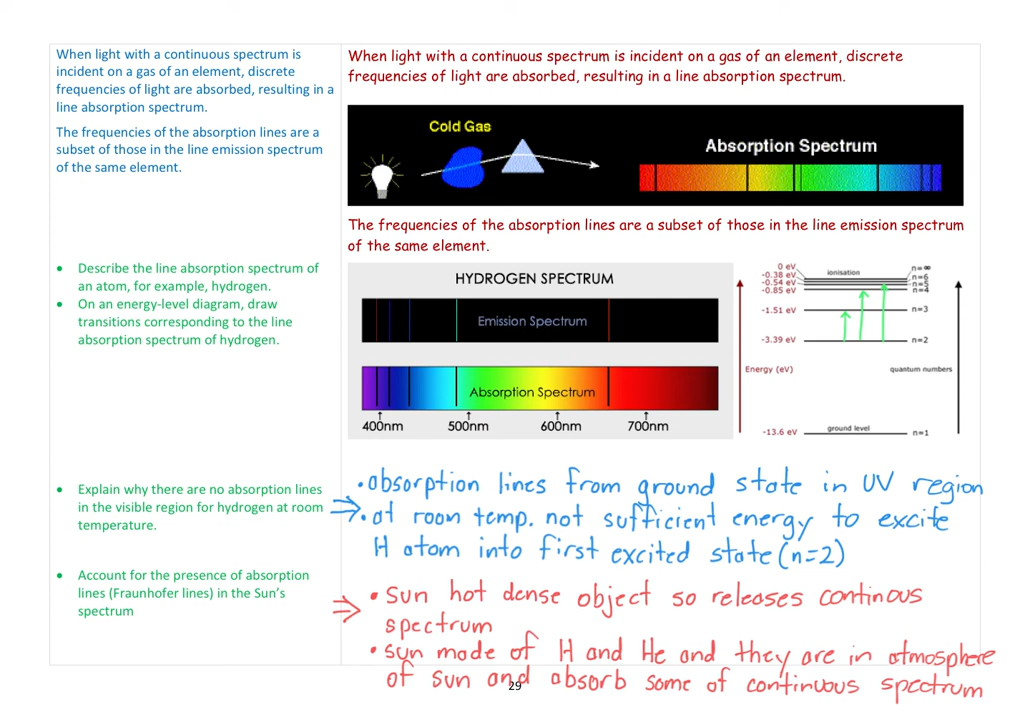 When light with a continuous spectrum is
incident on a gas of an element, discrete
frequencies of light are absorbed, resulting in a
line absorption spectrum.
The frequencies of the absorption lines are a
subset of those in the line emission spectrum
of the same element.
When light with a continuous spectrum is incident on a gas of an element, discrete
frequencies of light are absorbed, resulting in a line absorption spectrum.
Cold Gas
Absorption Spectrum
The frequencies of the absorption lines are a subset of those in the line emission spectrum
of the same element.
• Describe the line absorption spectrum of
an atom, for example, hydrogen.
• On an energy-level diagram, draw
transitions corresponding to the line
absorption spectrum of hydrogen.
HYDROGEN SPECTRUM
Emission Spectrum
Absorption Spectrum
400nm 500nm 600nm 700nm
0 eV ionisation n=∞
-0.38 eV n=6
-0.54 eV n=5
-0.85 eV n=4
-1.51 eV n=3
-3.39 eV n=2
Energy (eV) quantum numbers
-13.6 eV ground level n=1
• Explain why there are no absorption lines
in the visible region for hydrogen at room
temperature.
• absorption lines from ground state in UV region
• at room temp. not sufficient energy to excite
H atom into first excited state (n=2)
• Account for the presence of absorption
lines (Fraunhofer lines) in the Sun's
spectrum
• Sun hot dense object so releases continous
spectrum
• sun made of H and He and they are in atmosphere
of sun and absorb some of continuous spectrum
29